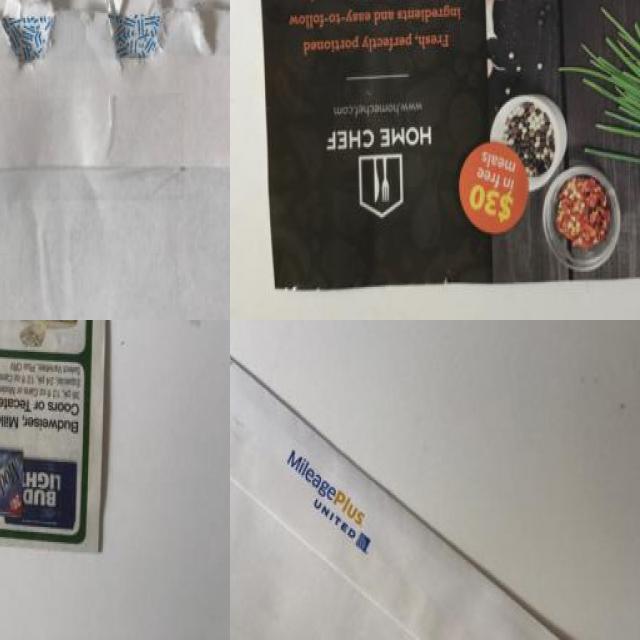 Fresh, perfectly portioned
ingredients and easy-to-follow
www.homechef.com
HOME CHEF
$30
in free
meals
Budweiser, Mill
Coors or Tecate
BUD
LIGHT
MileagePlus
UNITED